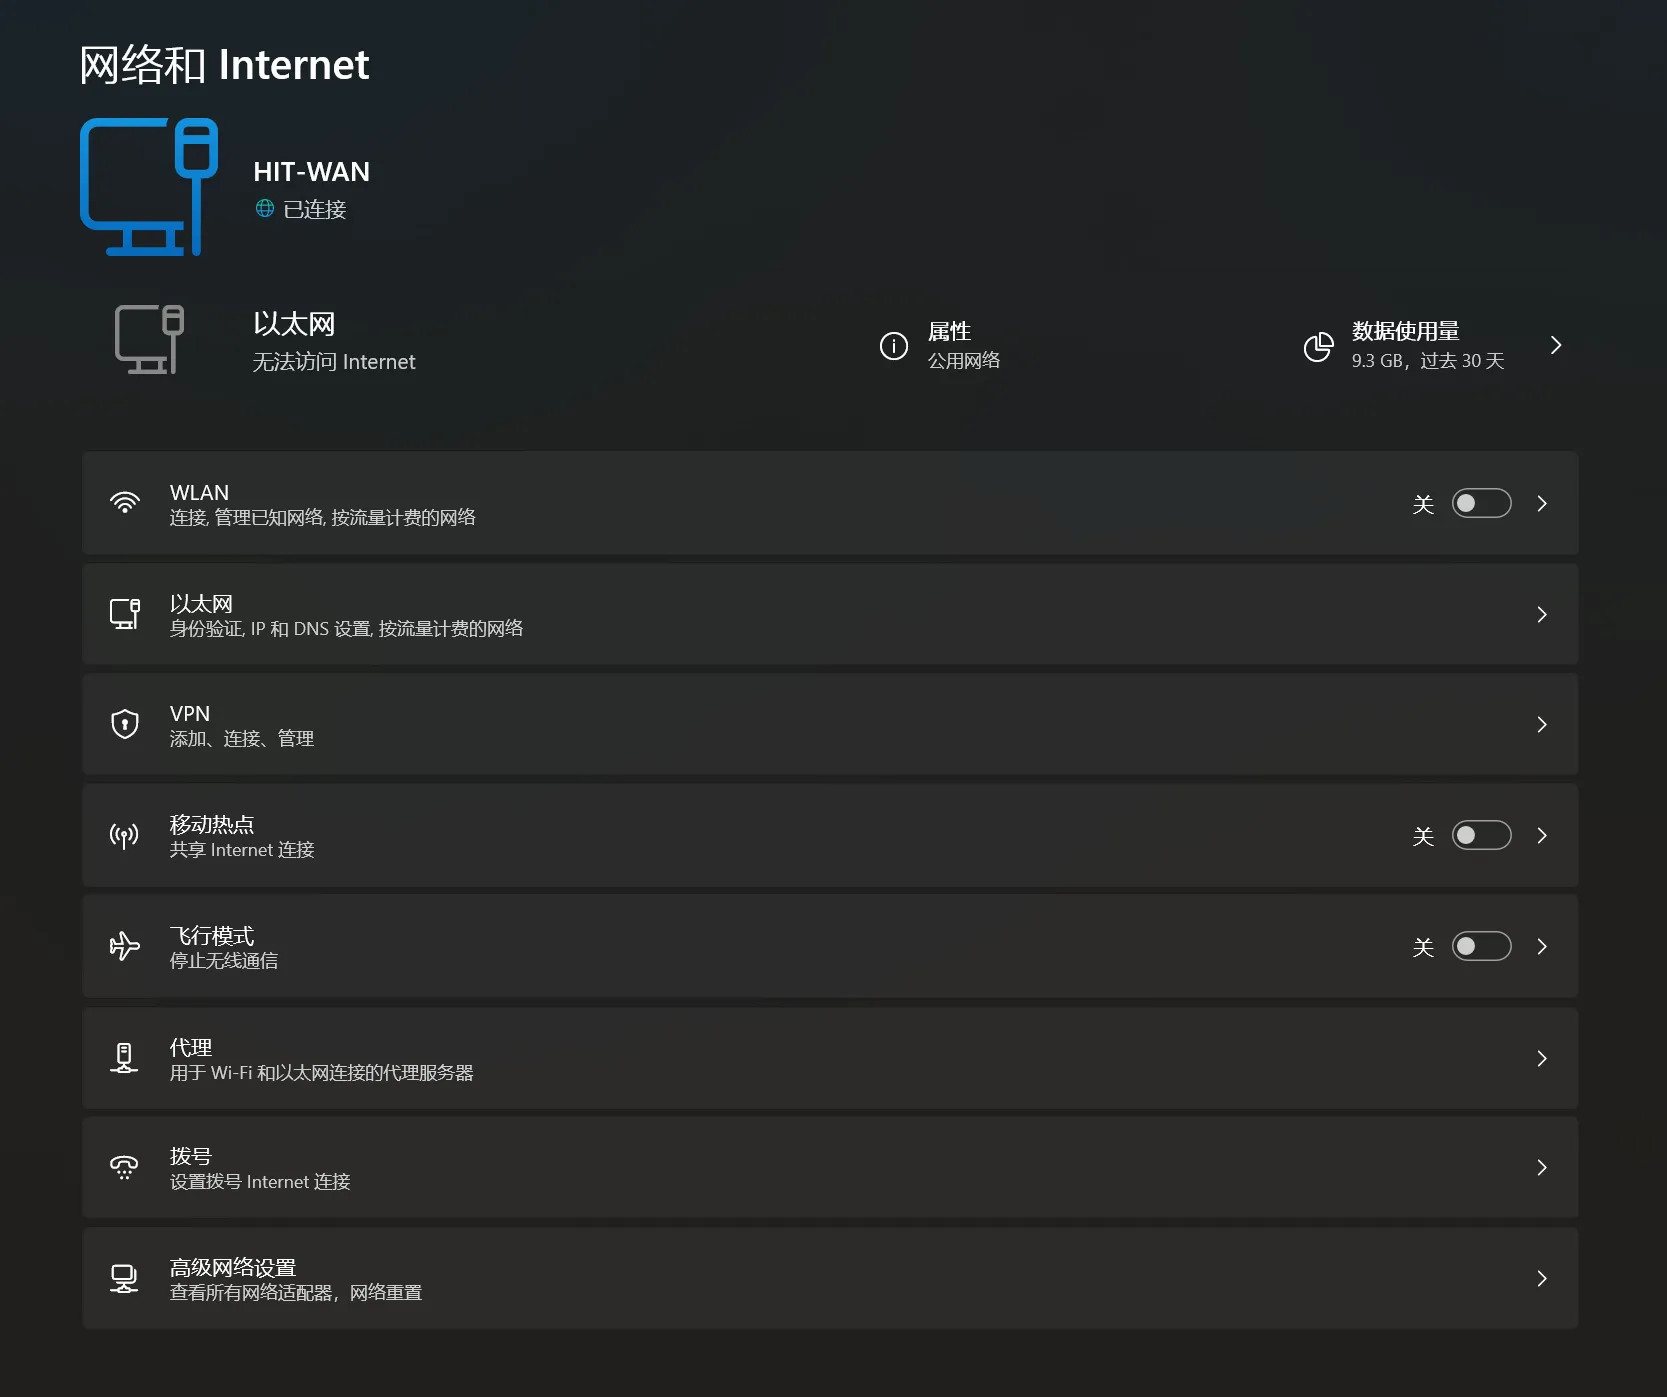 网络和 Internet
HIT-WAN
已连接
以太网
无法访问 Internet
属性
公用网络
数据使用量
9.3 GB，过去 30 天
WLAN
连接, 管理已知网络, 按流量计费的网络
关
以太网
身份验证, IP 和 DNS 设置, 按流量计费的网络
VPN
添加、连接、管理
移动热点
共享 Internet 连接
关
飞行模式
停止无线通信
关
代理
用于 Wi-Fi 和以太网连接的代理服务器
拨号
设置拨号 Internet 连接
高级网络设置
查看所有网络适配器，网络重置